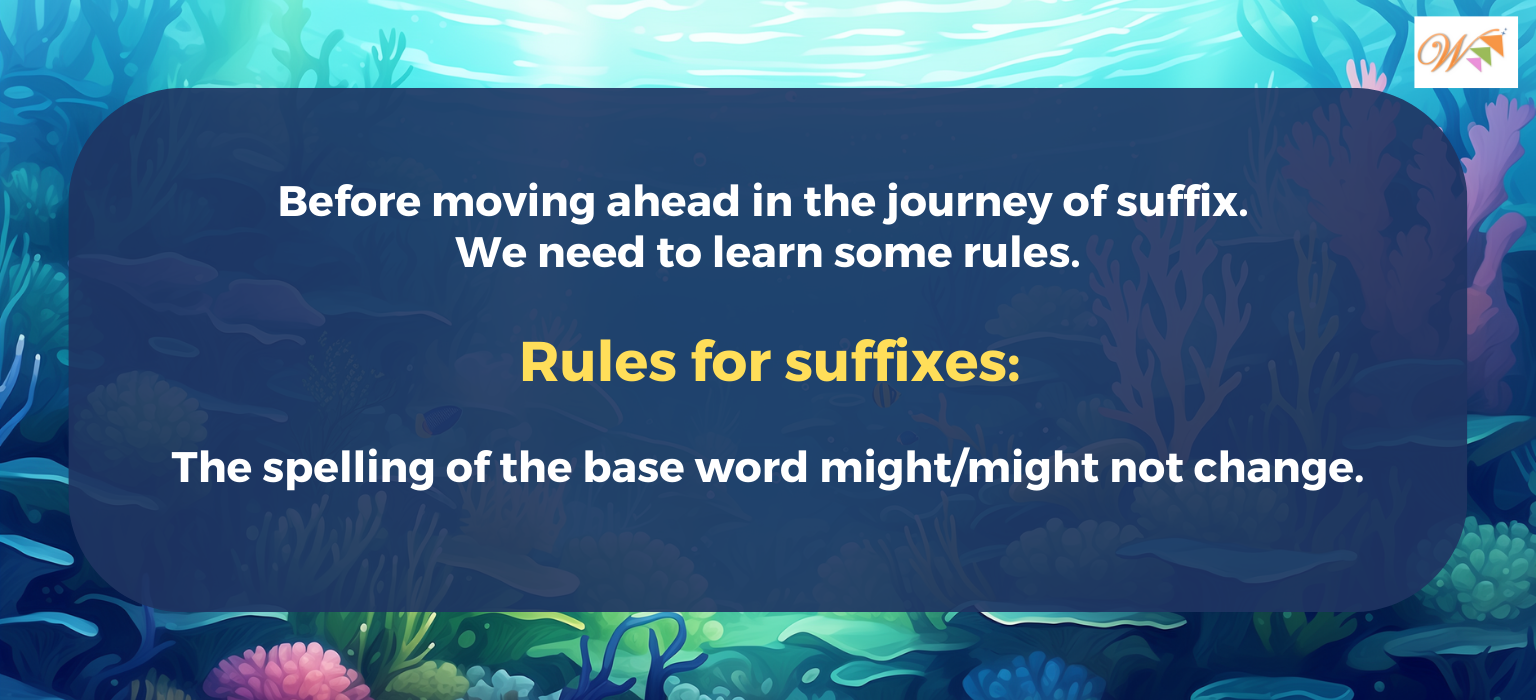 W
Before moving ahead in the journey of suffix.
We need to learn some rules.
Rules for suffixes:
The spelling of the base word might/might not change.